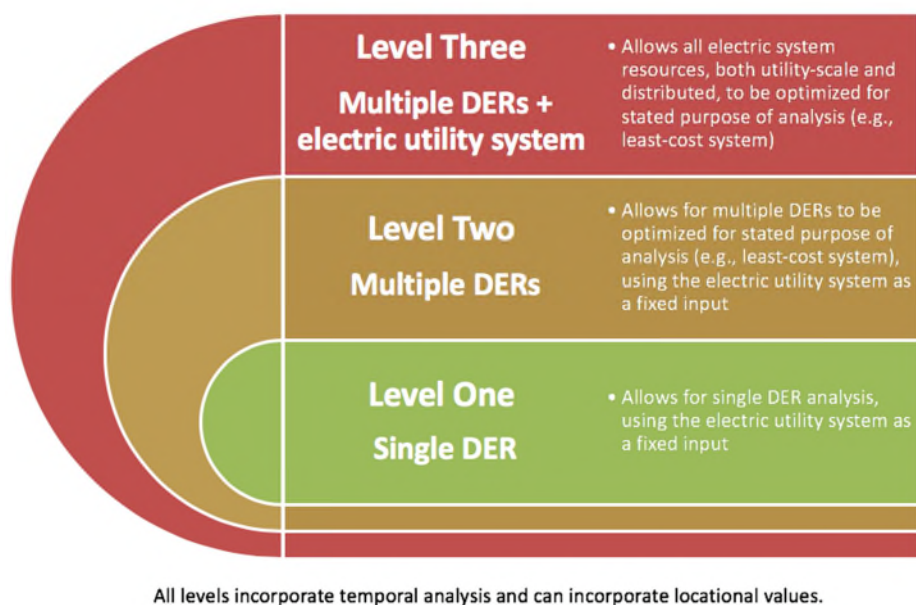 Level Three
Multiple DERs +
electric utility system
• Allows all electric system
resources, both utility-scale and
distributed, to be optimized for
stated purpose of analysis (e.g.,
least-cost system)
Level Two
Multiple DERs
• Allows for multiple DERs to be
optimized for stated purpose of
analysis (e.g., least-cost system),
using the electric utility system as
a fixed input
Level One
Single DER
• Allows for single DER analysis,
using the electric utility system as
a fixed input
All levels incorporate temporal analysis and can incorporate locational values.